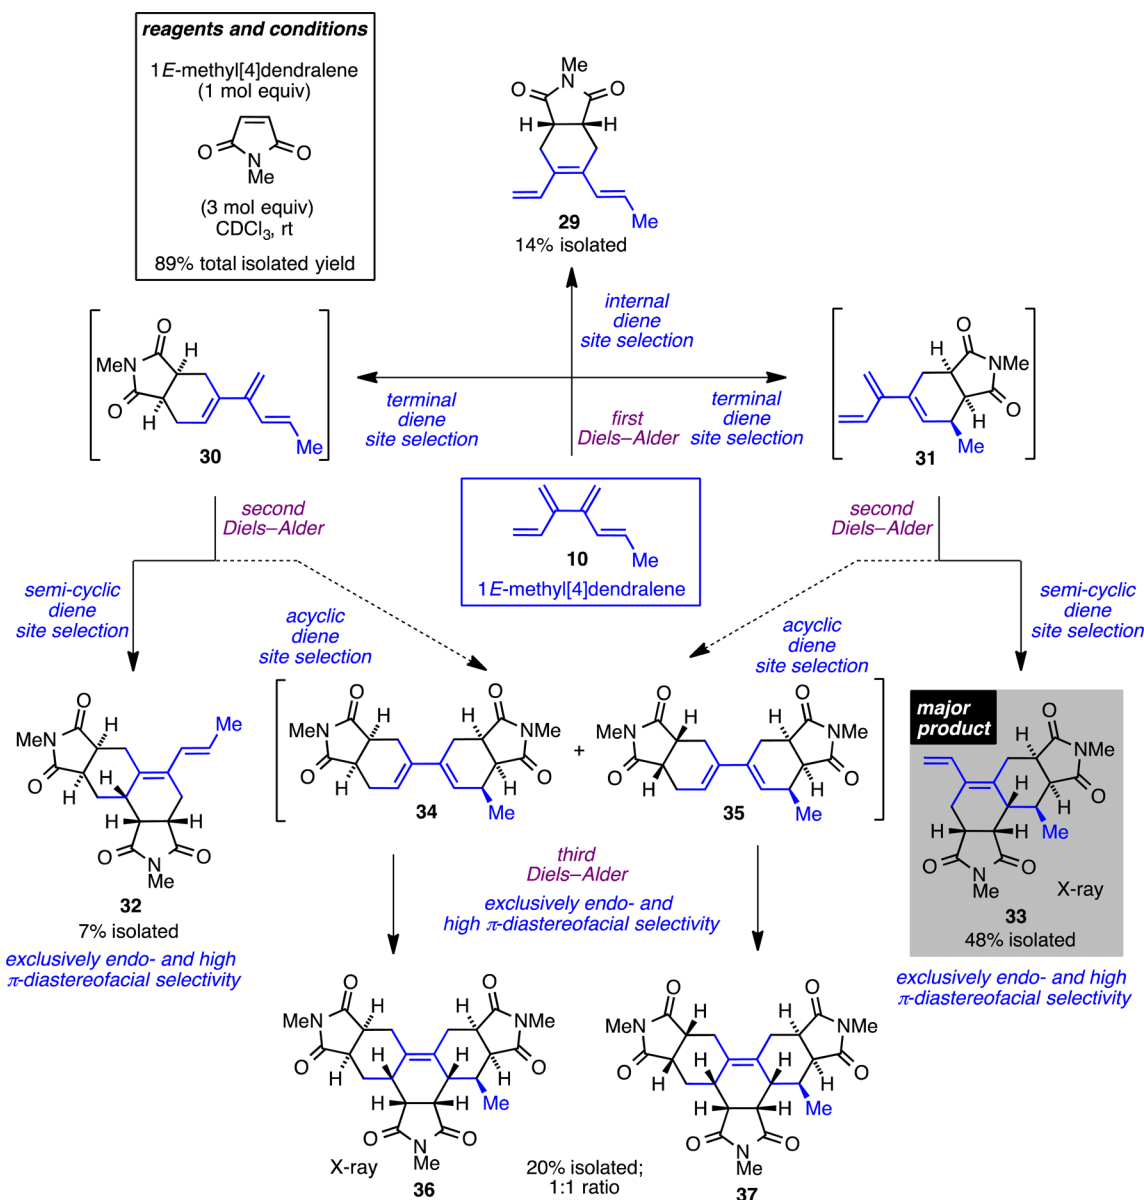 reagents and conditions
1E-methyl[4]dendralene
(1 mol equiv)
O
O
N
Me
(3 mol equiv)
CDCl3, rt
89% total isolated yield
Me
N
O
O
H
H
Me
29
14% isolated
internal
diene
site selection
O
H
MeN
O
H
Me
30
terminal
diene
site selection
first
Diels–Alder
terminal
diene
site selection
O
H
NMe
O
H
Me
31
second
Diels–Alder
10
Me
1E-methyl[4]dendralene
second
Diels–Alder
semi-cyclic
diene
site selection
acyclic
diene
site selection
acyclic
diene
site selection
semi-cyclic
diene
site selection
O
H
Me
MeN
O
H
H
H
H
O
O
N
Me
32
7% isolated
exclusively endo- and high
π-diastereofacial selectivity
O
O
H
H
MeN
NMe
O
H
H
O
Me
34
+
O
O
H
H
MeN
NMe
O
H
H
O
Me
35
major
product
O
H
NMe
H
O
H
Me
H
H
O
O
N
Me
X-ray
33
48% isolated
exclusively endo- and high
π-diastereofacial selectivity
third
Diels–Alder
exclusively endo- and
high π-diastereofacial selectivity
O
O
H
H
MeN
NMe
O
H
H
H
H
O
Me
H
H
O
O
N
Me
X-ray
36
20% isolated;
1:1 ratio
O
O
H
H
MeN
NMe
O
H
H
H
H
O
Me
H
H
O
O
N
Me
37